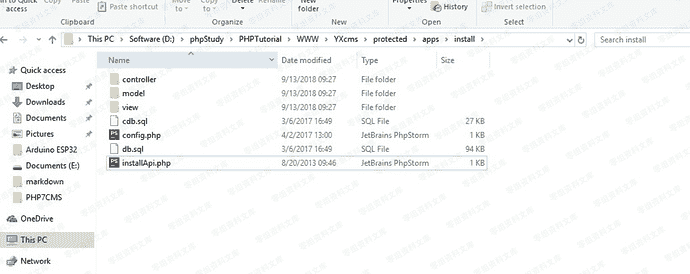 in to Quick Copy Paste
access
Paste shortcut
Move to
Copy to
Delete
Rename
New folder
Properties
Open
History
Select all
Invert selection
Clipboard
Organize
New
Open
Select
This PC > Software (D:) > phpStudy > PHPTutorial > WWW > YXcms > protected > apps > install
Search install
Name Date modified Type Size
Quick access
Desktop
Downloads
Documents
Pictures
Arduino ESP32
Documents (E:)
markdown
PHP7CMS
OneDrive
This PC
Network
controller 9/13/2018 09:27 File folder
model 9/13/2018 09:27 File folder
view 9/13/2018 09:27 File folder
cdb.sql 3/6/2017 16:49 SQL File 27 KB
config.php 4/2/2017 13:00 JetBrains PhpStorm 1 KB
db.sql 3/6/2017 16:49 SQL File 94 KB
installApi.php 8/20/2013 09:46 JetBrains PhpStorm 1 KB